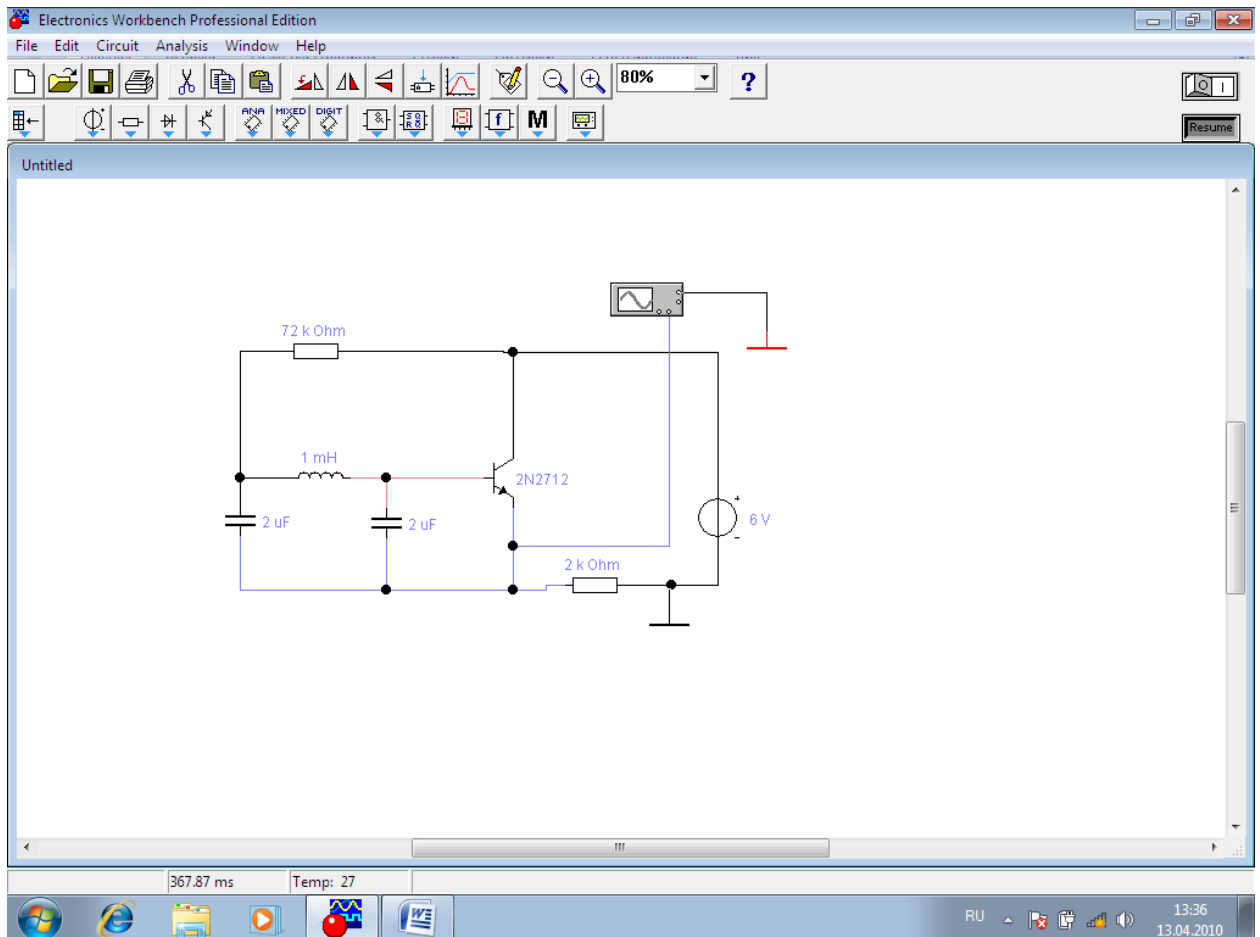 Electronics Workbench Professional Edition
File Edit Circuit Analysis Window Help
80%
?
ANA MIXED DIGIT
& f M
Resume
Untitled
72 k Ohm
1 mH
2N2712
2 uF
2 uF
+
6 V
-
2 k Ohm
367.87 ms Temp: 27
RU 13:36
13.04.2010